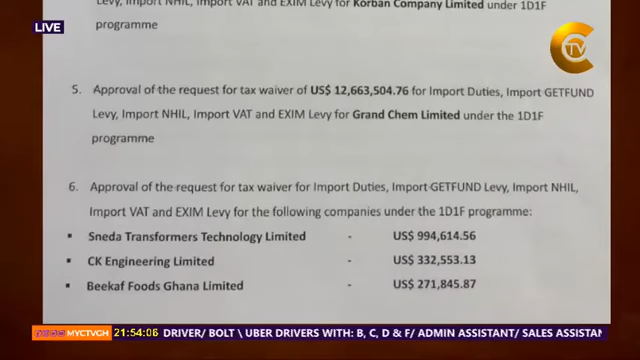 LIVE
Levy, Import NHIL, Import VAT and EXIM Levy for Korban Company Limited under 1D1F
programme
C TV
5. Approval of the request for tax waiver of US$ 12,663,504.76 for Import Duties, Import GETFUND
Levy, Import NHIL, Import VAT and EXIM Levy for Grand Chem Limited under the 1D1F
programme
6. Approval of the request for tax waiver for Import Duties, Import GETFUND Levy, Import NHIL,
Import VAT and EXIM Levy for the following companies under the 1D1F programme:
▪ Sneda Transformers Technology Limited - US$ 994,614.56
▪ CK Engineering Limited - US$ 332,553.13
▪ Beekaf Foods Ghana Limited - US$ 271,845.87
MYCTVGH 21:54:06 DRIVER/ BOLT \ UBER DRIVERS WITH: B, C, D & F/ ADMIN ASSISTANT/ SALES ASSISTAN